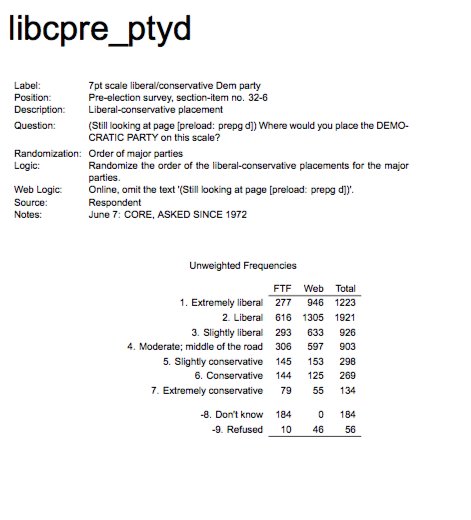 libcpre_ptyd
Label: 7pt scale liberal/conservative Dem party
Position: Pre-election survey, section-item no. 32-6
Description: Liberal-conservative placement
Question: (Still looking at page [preload: prepg d]) Where would you place the DEMO-
CRATIC PARTY on this scale?
Randomization: Order of major parties
Logic: Randomize the order of the liberal-conservative placements for the major
parties.
Web Logic: Online, omit the text '(Still looking at page [preload: prepg d])'.
Source: Respondent
Notes: June 7: CORE, ASKED SINCE 1972
Unweighted Frequencies
FTF Web Total
1. Extremely liberal 277 946 1223
2. Liberal 616 1305 1921
3. Slightly liberal 293 633 926
4. Moderate; middle of the road 306 597 903
5. Slightly conservative 145 153 298
6. Conservative 144 125 269
7. Extremely conservative 79 55 134
-8. Don't know 184 0 184
-9. Refused 10 46 56